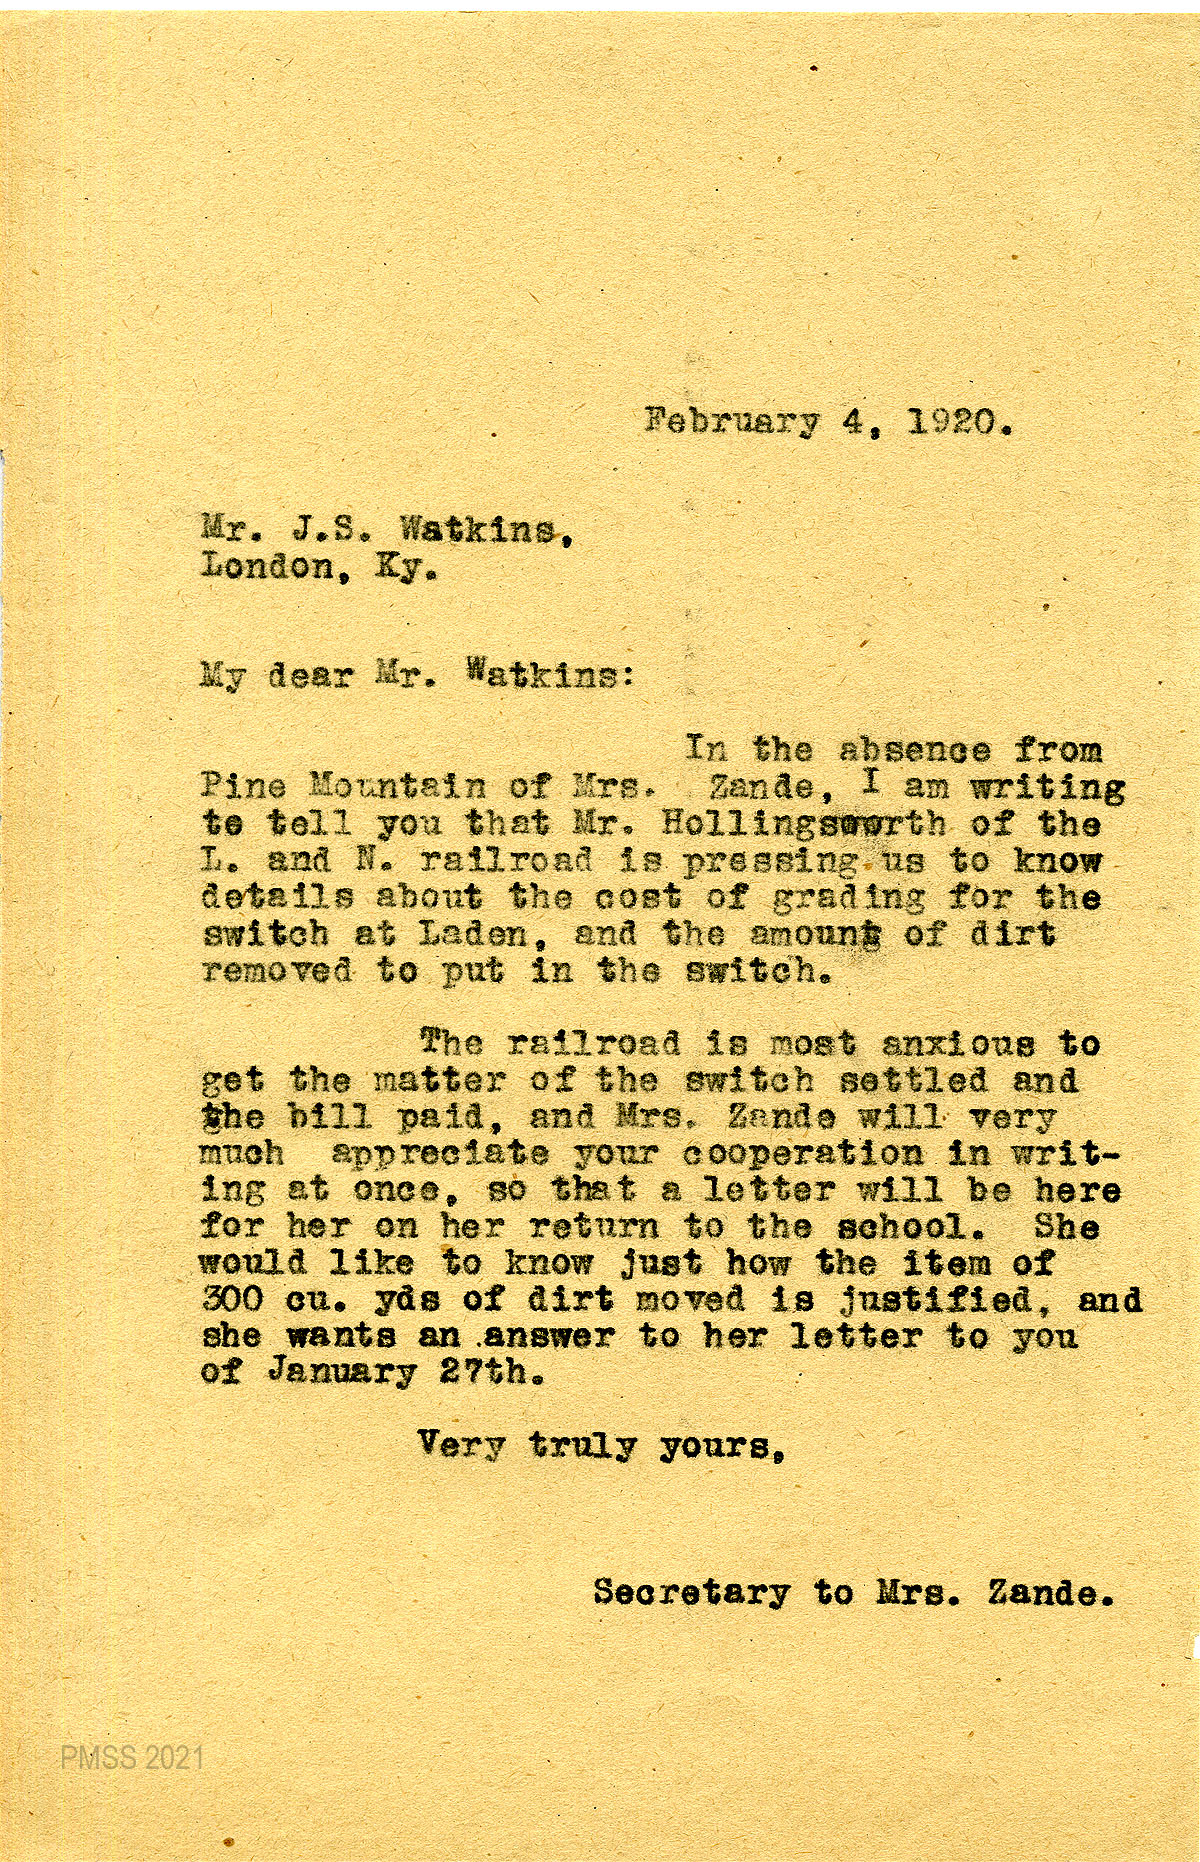 February 4, 1920.
Mr. J.S. Watkins,
London, Ky.
My dear Mr. Watkins:
In the absence from
Pine Mountain of Mrs. Zande, I am writing
to tell you that Mr. Hollingsworth of the
L. and N. railroad is pressing us to know
details about the cost of grading for the
switch at Laden, and the amount of dirt
removed to put in the switch.
The railroad is most anxious to
get the matter of the switch settled and
the bill paid, and Mrs. Zande will very
much appreciate your cooperation in writ-
ing at once, so that a letter will be here
for her on her return to the school. She
would like to know just how the item of
300 cu. yds of dirt moved is justified, and
she wants an answer to her letter to you
of January 27th.
Very truly yours,
Secretary to Mrs. Zande.
PMSS 2021